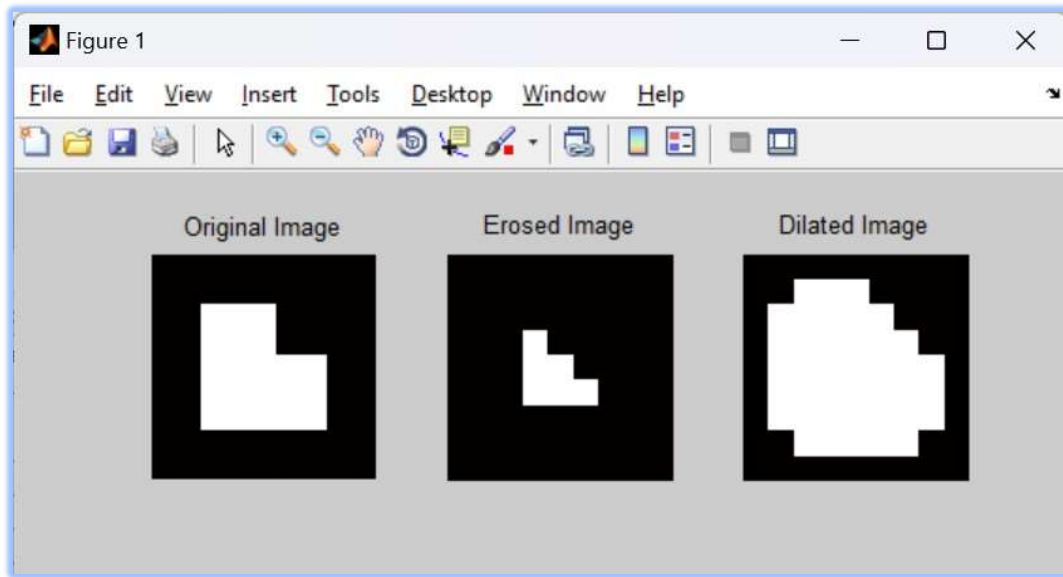 Figure 1
File Edit View Insert Tools Desktop Window Help
Original Image Erosed Image Dilated Image